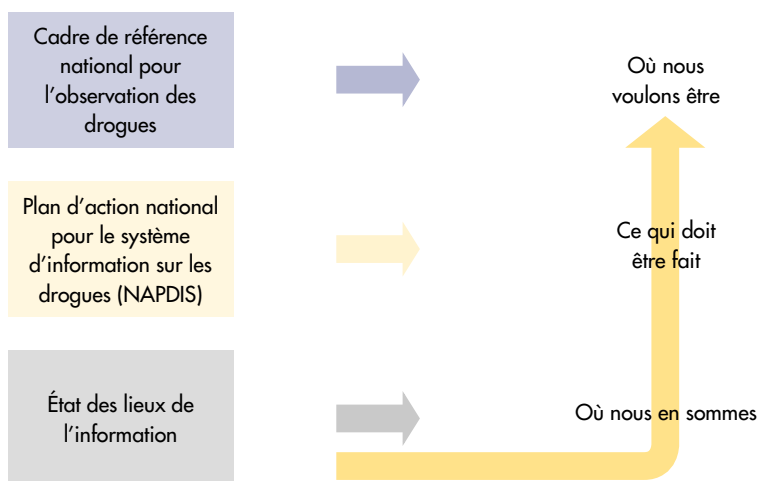 Cadre de référence
national pour
l’observation des
drogues
Où nous
voulons être
Plan d’action national
pour le système
d’information sur les
drogues (NAPDIS)
Ce qui doit
être fait
État des lieux de
l’information
Où nous en sommes